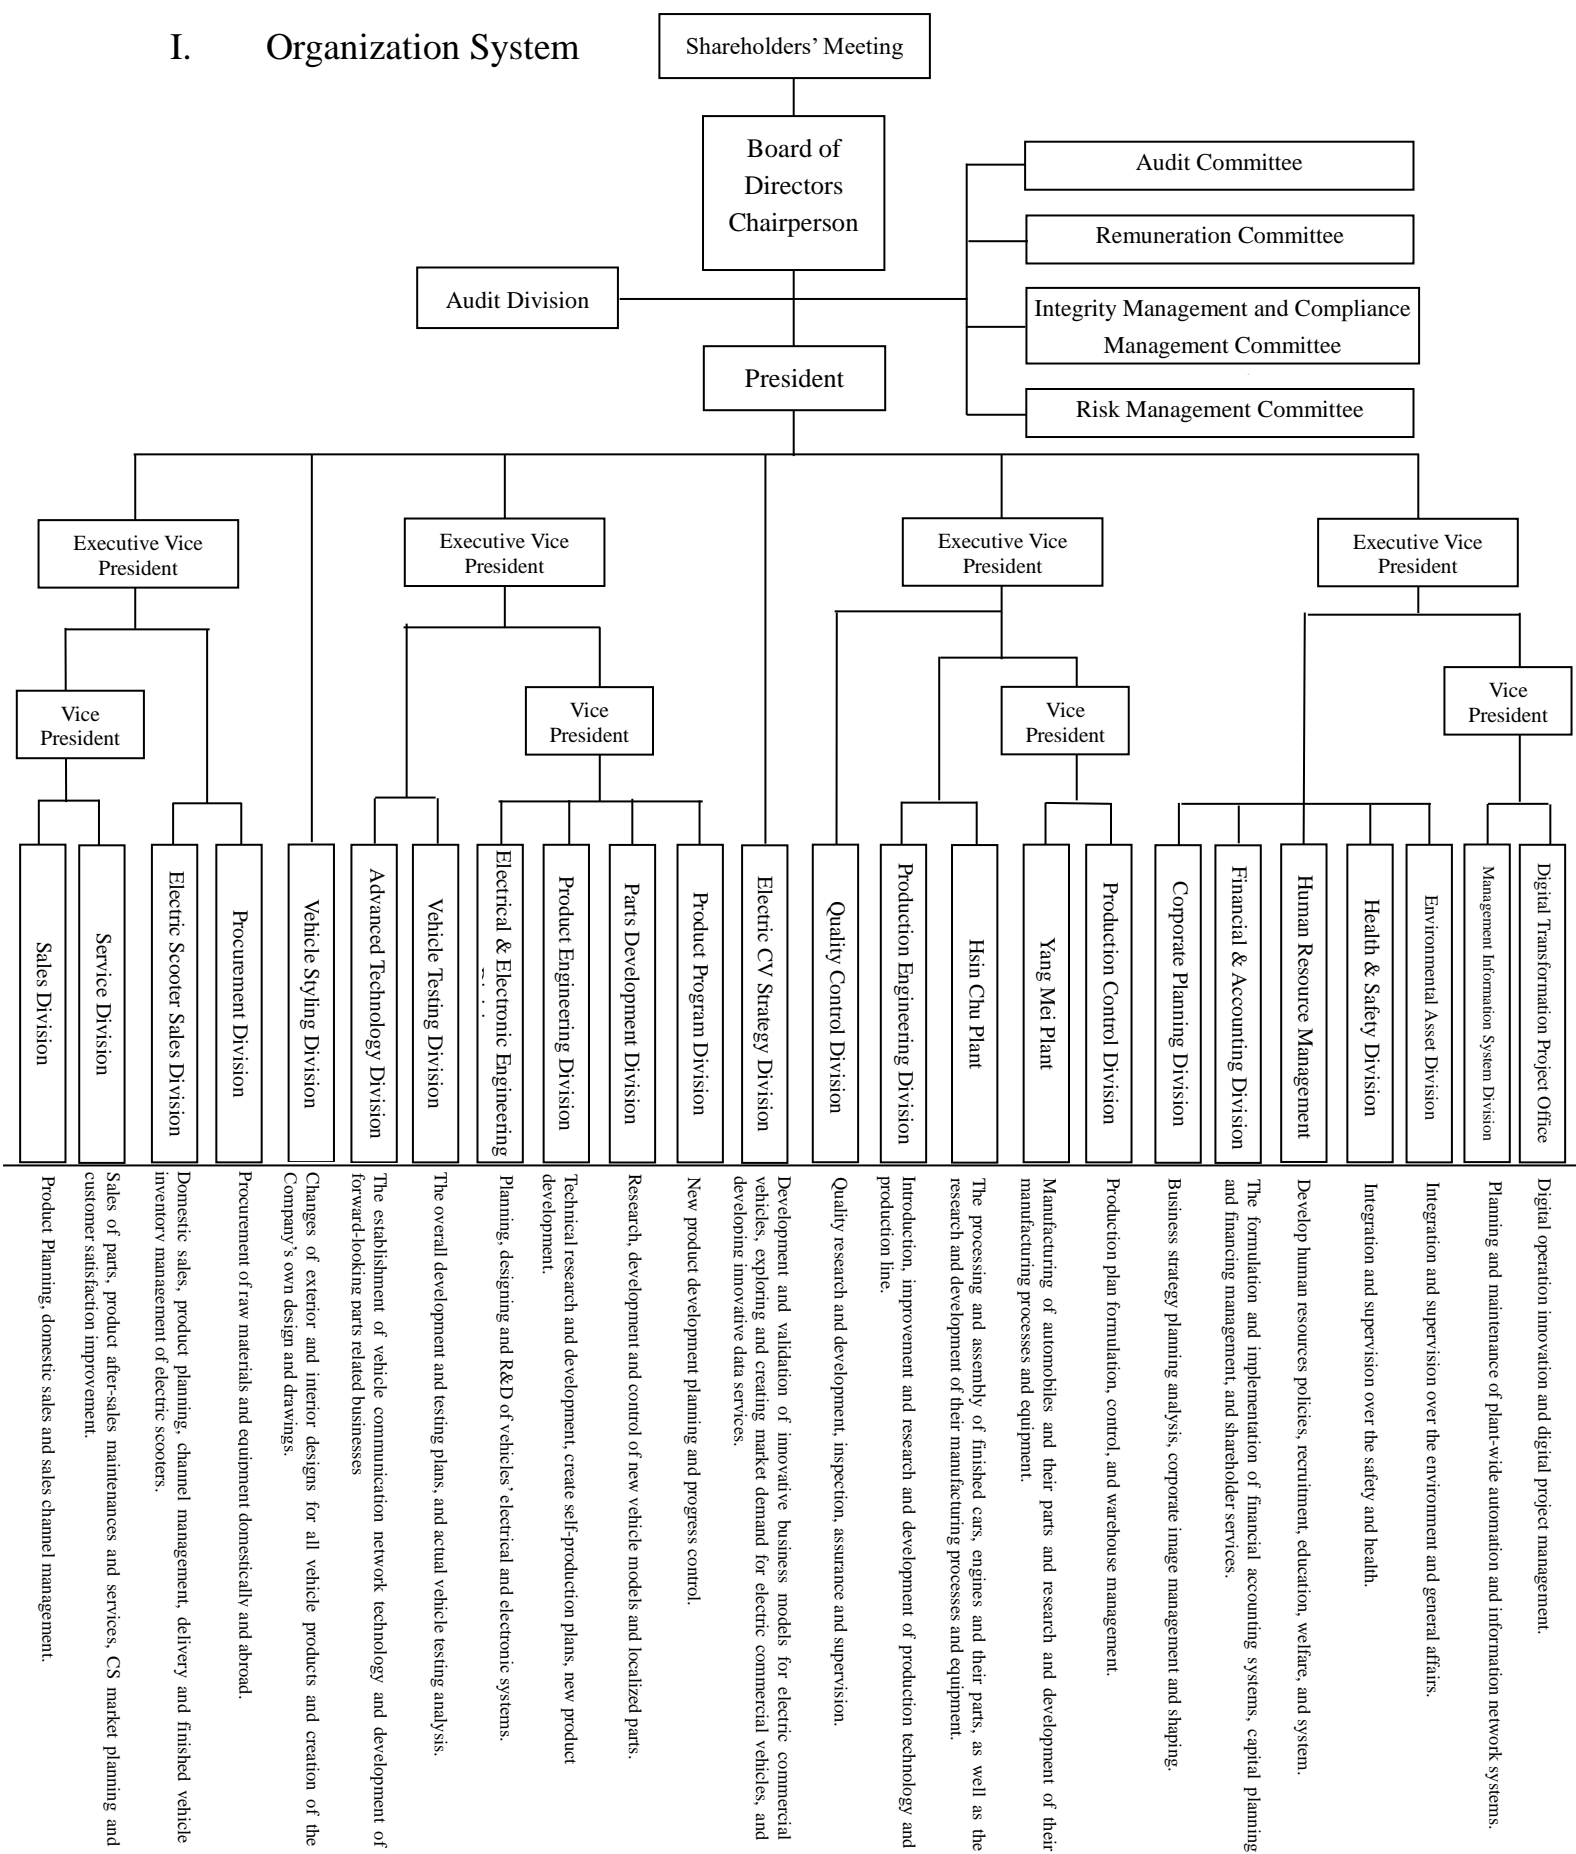 I. Organization System
Shareholders’ Meeting
Board of
Directors
Chairperson
Audit Committee
Remuneration Committee
Audit Division
Integrity Management and Compliance
Management Committee
President
Risk Management Committee
Executive Vice
President
Executive Vice
President
Executive Vice
President
Executive Vice
President
Vice
President
Vice
President
Vice
President
Vice
President
Sales Division
Service Division
Electric Scooter Sales Division
Procurement Division
Vehicle Styling Division
Advanced Technology Division
Vehicle Testing Division
Electrical & Electronic Engineering
Product Engineering Division
Parts Development Division
Product Program Division
Electric CV Strategy Division
Quality Control Division
Production Engineering Division
Hsin Chu Plant
Yang Mei Plant
Production Control Division
Corporate Planning Division
Financial & Accounting Division
Human Resource Management
Health & Safety Division
Environmental Asset Division
Management Information System Division
Digital Transformation Project Office
Product Planning, domestic sales and sales channel management.
Sales of parts, product after-sales maintenances and services, CS market planning and
customer satisfaction improvement.
Domestic sales, product planning, channel management, delivery and finished vehicle
inventory management of electric scooters.
Procurement of raw materials and equipment domestically and abroad.
Changes of exterior and interior designs for all vehicle products and creation of the
Company’s own design and drawings.
The establishment of vehicle communication network technology and development of
forward-looking parts related businesses
The overall development and testing plans, and actual vehicle testing analysis.
Planning, designing and R&D of vehicles’ electrical and electronic systems.
Technical research and development, create self-production plans, new product
development.
Research, development and control of new vehicle models and localized parts.
New product development planning and progress control.
Development and validation of innovative business models for electric commercial
vehicles, exploring and creating market demand for electric commercial vehicles, and
developing innovative data services.
Quality research and development, inspection, assurance and supervision.
Introduction, improvement and research and development of production technology and
production line.
The processing and assembly of finished cars, engines and their parts, as well as the
research and development of their manufacturing processes and equipment.
Manufacturing of automobiles and their parts and research and development of their
manufacturing processes and equipment.
Production plan formulation, control, and warehouse management.
Business strategy planning analysis, corporate image management and shaping.
The formulation and implementation of financial accounting systems, capital planning
and financing management, and shareholder services.
Develop human resources policies, recruitment, education, welfare, and system.
Integration and supervision over the safety and health.
Integration and supervision over the environment and general affairs.
Planning and maintenance of plant-wide automation and information network systems.
Digital operation innovation and digital project management.